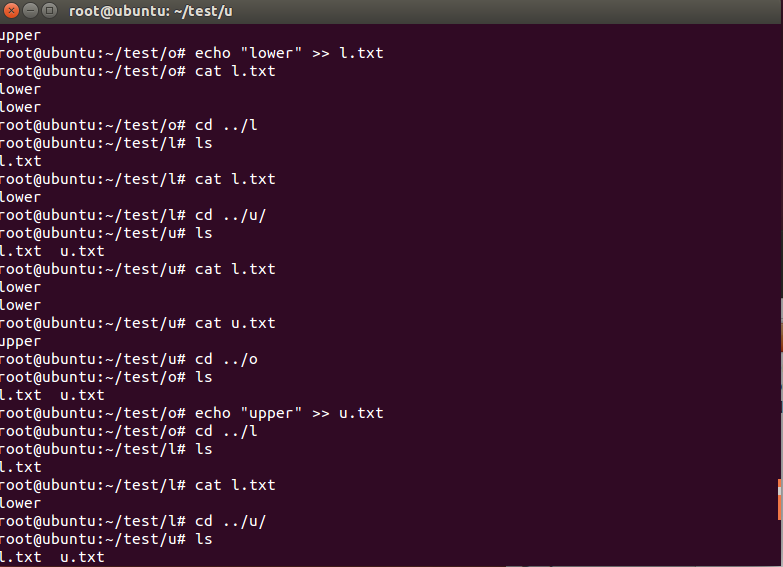 root@ubuntu: ~/test/u
upper
root@ubuntu:~/test/o# echo "lower" >> l.txt
root@ubuntu:~/test/o# cat l.txt
lower
lower
root@ubuntu:~/test/o# cd ../l
root@ubuntu:~/test/l# ls
l.txt
root@ubuntu:~/test/l# cat l.txt
lower
root@ubuntu:~/test/l# cd ../u/
root@ubuntu:~/test/u# ls
l.txt  u.txt
root@ubuntu:~/test/u# cat l.txt
lower
lower
root@ubuntu:~/test/u# cat u.txt
upper
root@ubuntu:~/test/u# cd ../o
root@ubuntu:~/test/o# ls
l.txt  u.txt
root@ubuntu:~/test/o# echo "upper" >> u.txt
root@ubuntu:~/test/o# cd ../l
root@ubuntu:~/test/l# ls
l.txt
root@ubuntu:~/test/l# cat l.txt
lower
root@ubuntu:~/test/l# cd ../u/
root@ubuntu:~/test/u# ls
l.txt  u.txt